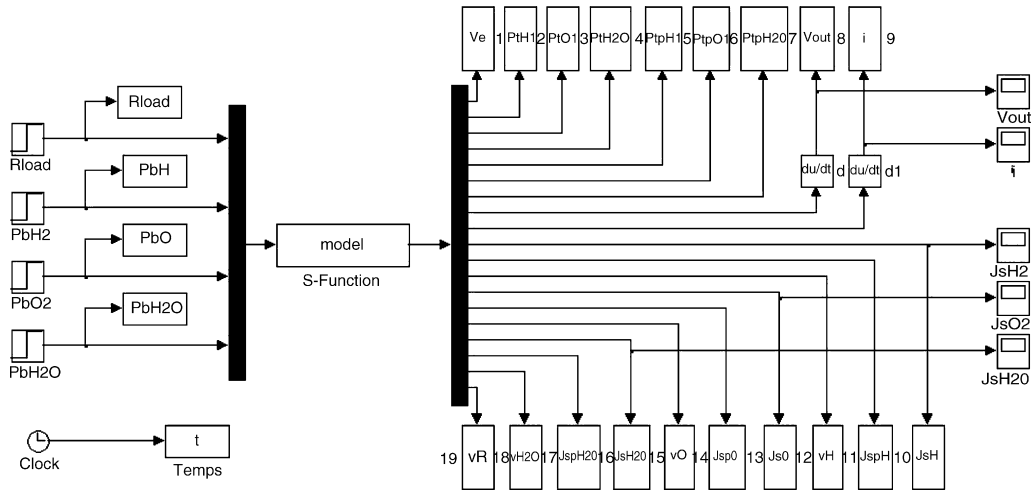 Ve 1 PtH1 2 PtO1 3 PtH2O 4 PtpH1 5 PtpO1 6 PtpH20 7 Vout 8 i 9
Rload
Vout
Rload
PbH
i
du/dt d du/dt d1
PbH2
PbO
model
S-Function
JsH2
PbO2
PbH2O
JsO2
PbH2O
JsH20
t
Clock
Temps
19 vR 18 vH2O 17 JspH20 16 JsH20 15 vO 14 Jsp0 13 Js0 12 vH 11 JspH 10 JsH